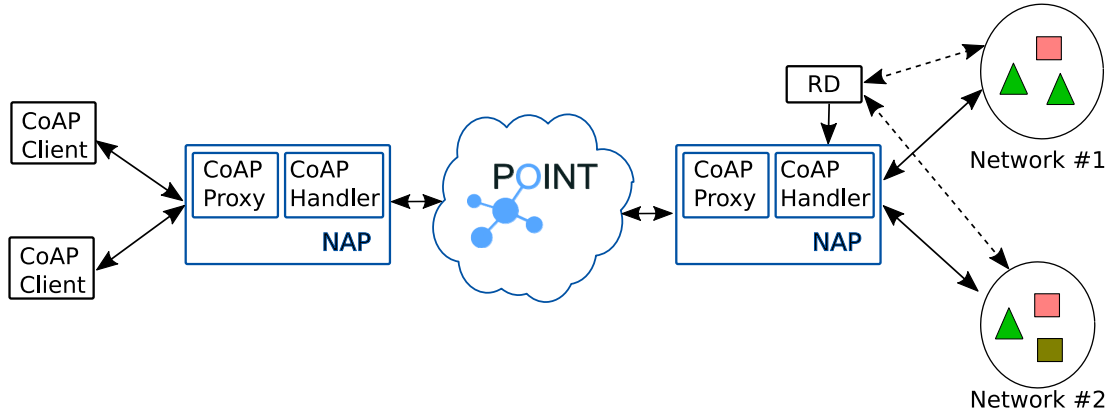 CoAP
Client
CoAP
Client
CoAP
Proxy
CoAP
Handler
NAP
POINT
RD
CoAP
Proxy
CoAP
Handler
NAP
Network #1
Network #2